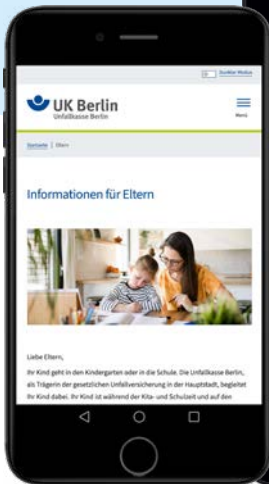 Dunkler Modus
UK Berlin
Unfallkasse Berlin
Menü
Startseite | Eltern
Informationen für Eltern
Liebe Eltern,
Ihr Kind geht in den Kindergarten oder in die Schule. Die Unfallkasse Berlin,
als Trägerin der gesetzlichen Unfallversicherung in der Hauptstadt, begleitet
Ihr Kind dabei. Ihr Kind ist während der Kita- und Schulzeit und auf den